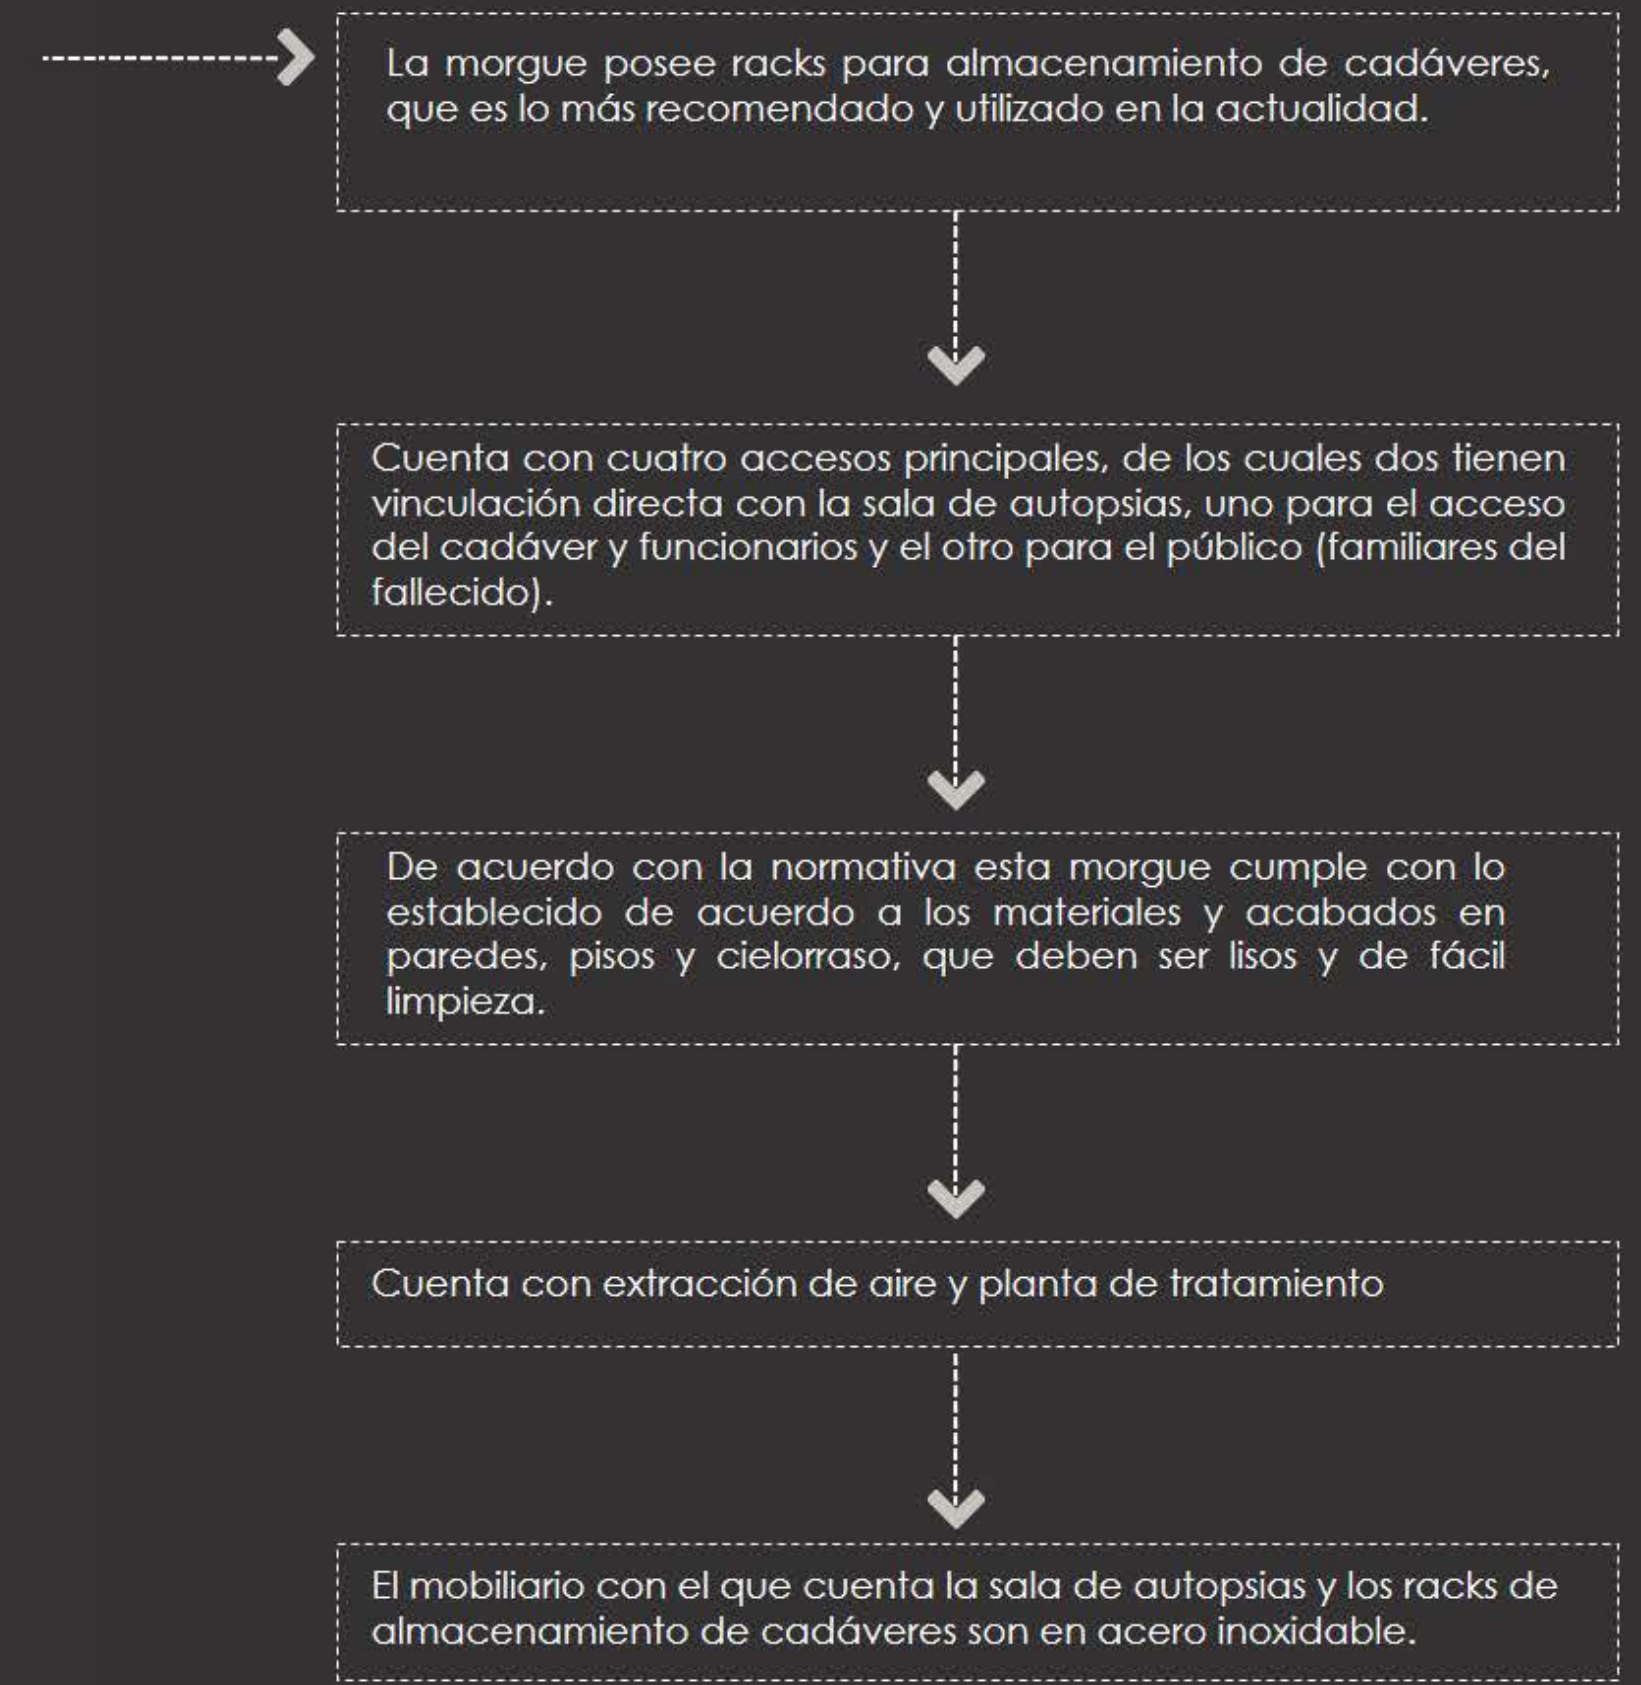 La morgue posee racks para almacenamiento de cadáveres,
que es lo más recomendado y utilizado en la actualidad.
Cuenta con cuatro accesos principales, de los cuales dos tienen
vinculación directa con la sala de autopsias, uno para el acceso
del cadáver y funcionarios y el otro para el público (familiares del
fallecido).
De acuerdo con la normativa esta morgue cumple con lo
establecido de acuerdo a los materiales y acabados en
paredes, pisos y cielorraso, que deben ser lisos y de fácil
limpieza.
Cuenta con extracción de aire y planta de tratamiento
El mobiliario con el que cuenta la sala de autopsias y los racks de
almacenamiento de cadáveres son en acero inoxidable.